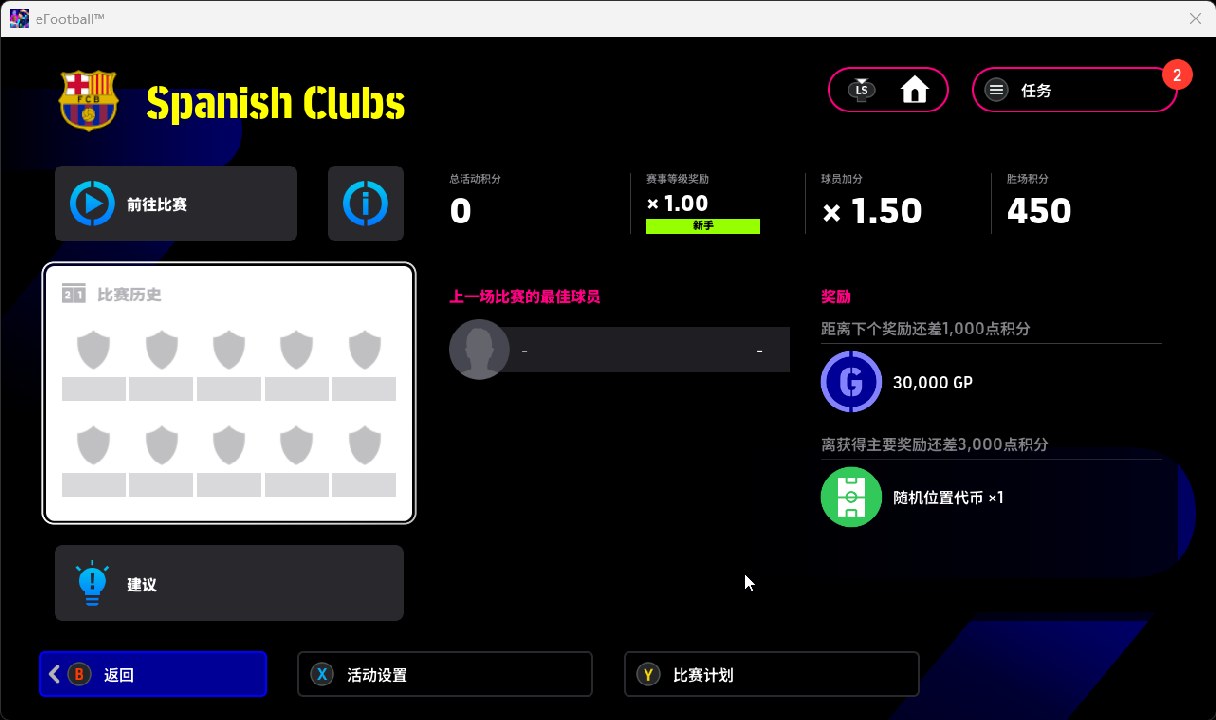 eFootball™
FCB
Spanish Clubs
LS
任务
2
前往比赛
总活动积分
0
赛事等级奖励
× 1.00
新手
球员加分
× 1.50
胜场积分
450
21 比赛历史
上一场比赛的最佳球员
- -
奖励
距离下个奖励还差1,000点积分
G 30,000 GP
离获得主要奖励还差3,000点积分
随机位置代币 ×1
建议
B 返回
X 活动设置
Y 比赛计划